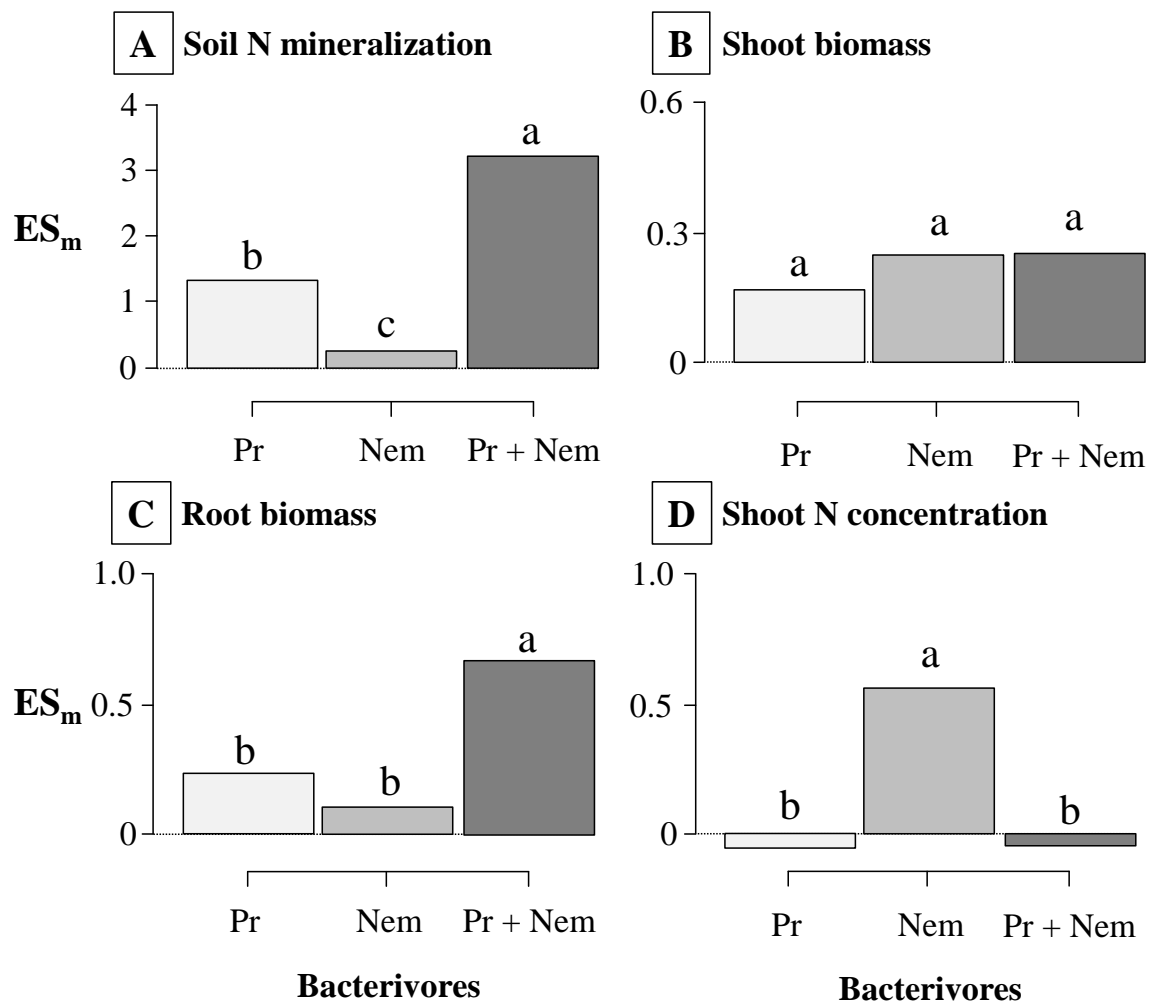 A Soil N mineralization
4
3
2
1
0
ESm
b
c
a
Pr Nem Pr + Nem
B Shoot biomass
0.6
0.3
0
a
a
a
Pr Nem Pr + Nem
C Root biomass
1.0
0.5
0
ESm
b
b
a
Pr Nem Pr + Nem
Bacterivores
D Shoot N concentration
1.0
0.5
0
b
a
b
Pr Nem Pr + Nem
Bacterivores